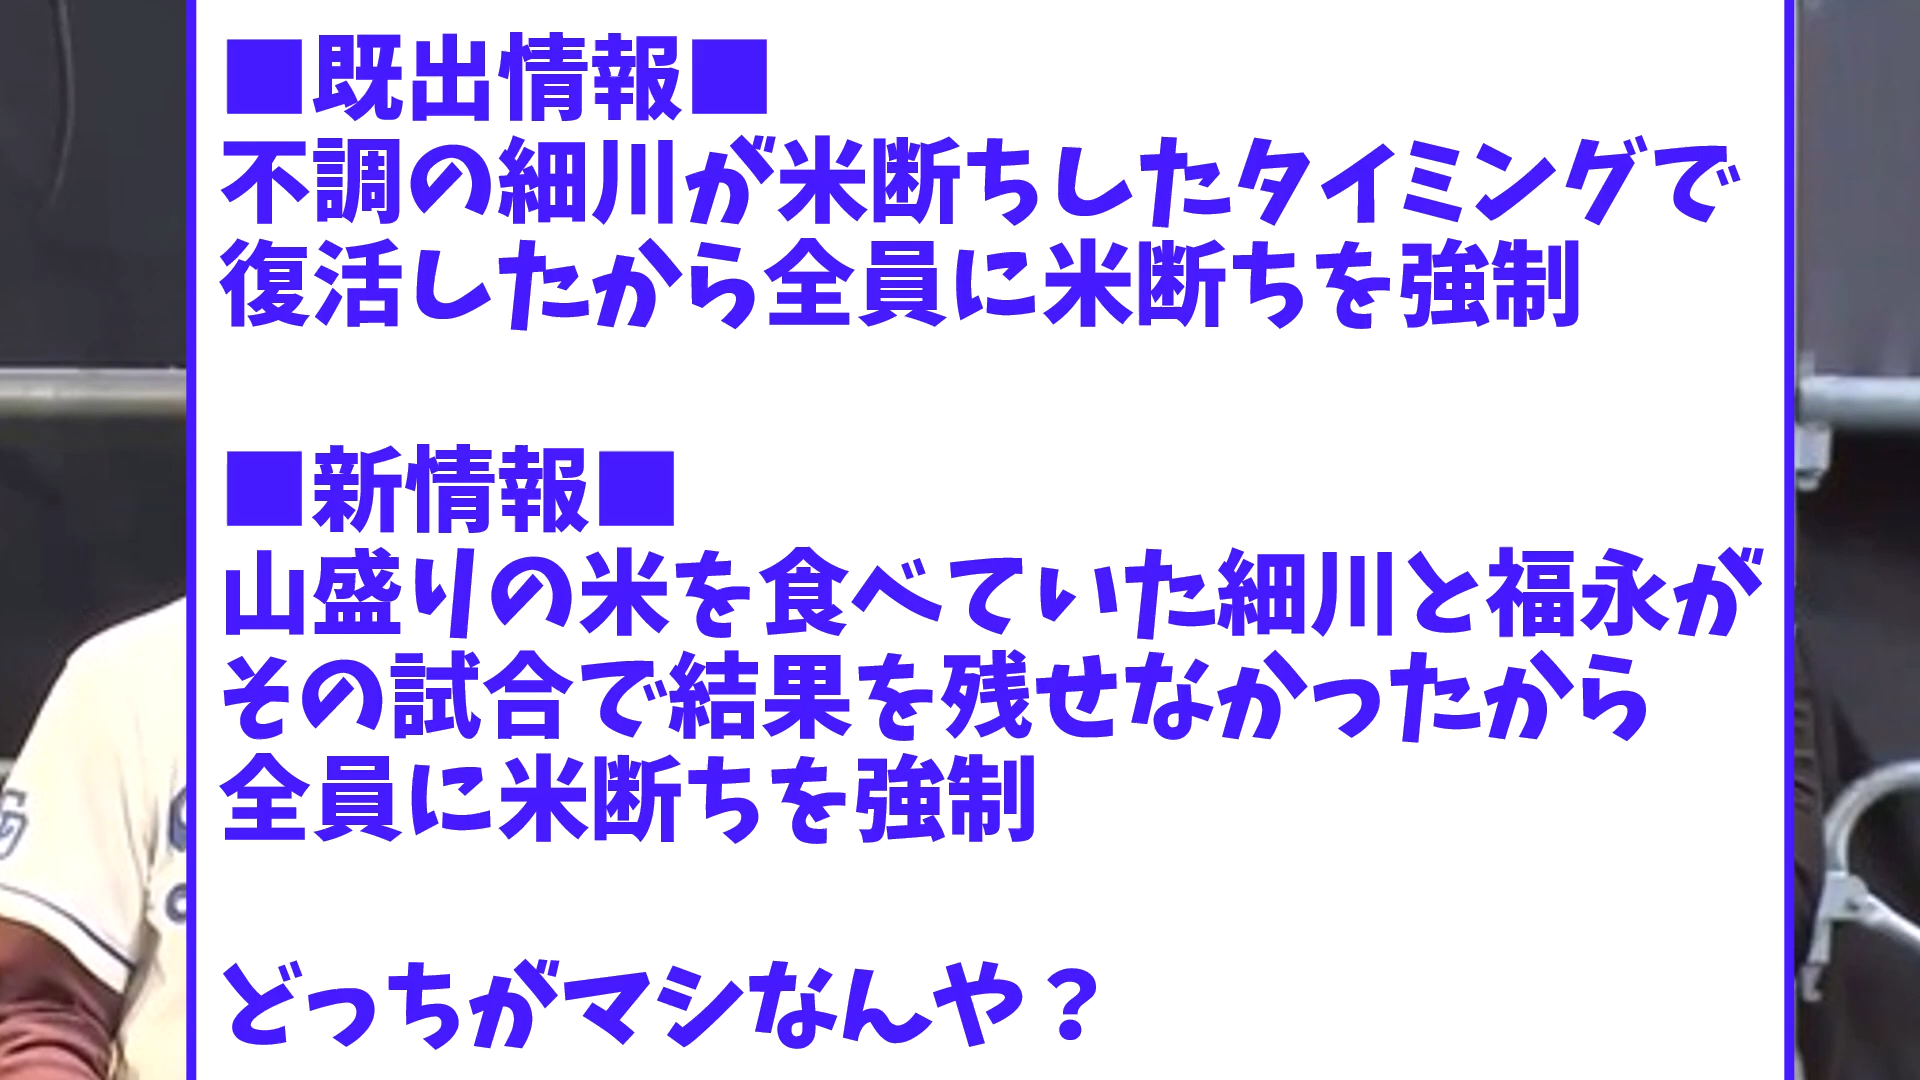 ■既出情報■
不調の細川が米断ちしたタイミングで
復活したから全員に米断ちを強制
■新情報■
山盛りの米を食べていた細川と福永が
その試合で結果を残せなかったから
全員に米断ちを強制
どっちがマシなんや？